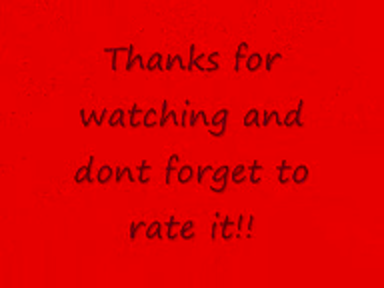 Thanks for
watching and
dont forget to
rate it!!